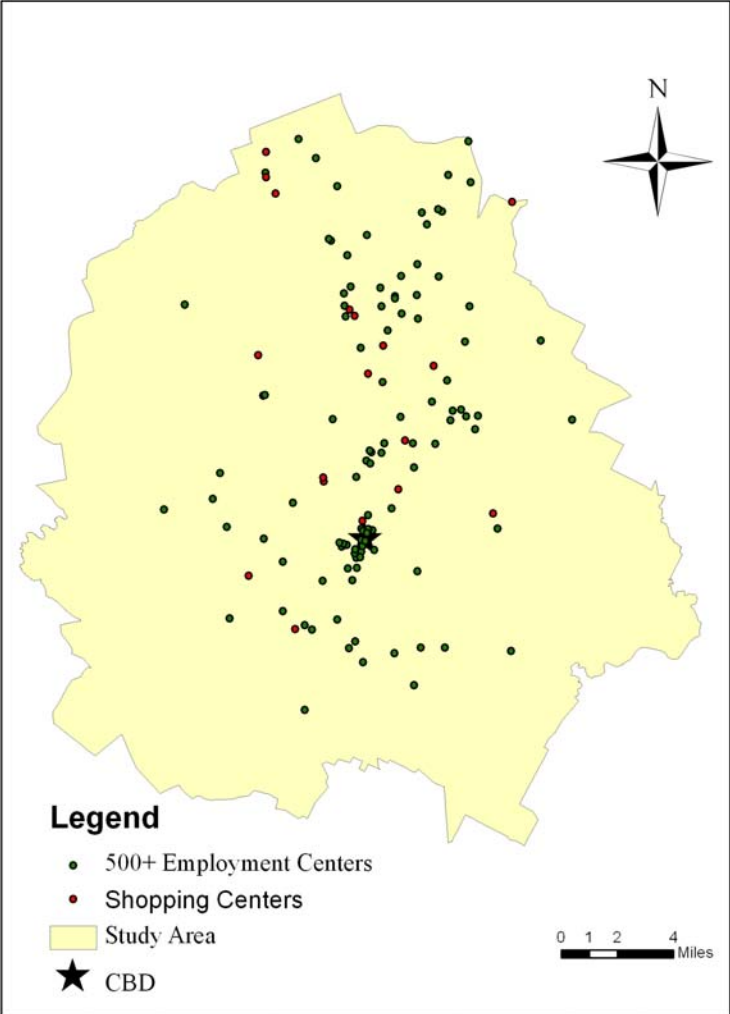 N
Legend
500+ Employment Centers
Shopping Centers
Study Area
CBD
0 1 2 4
Miles